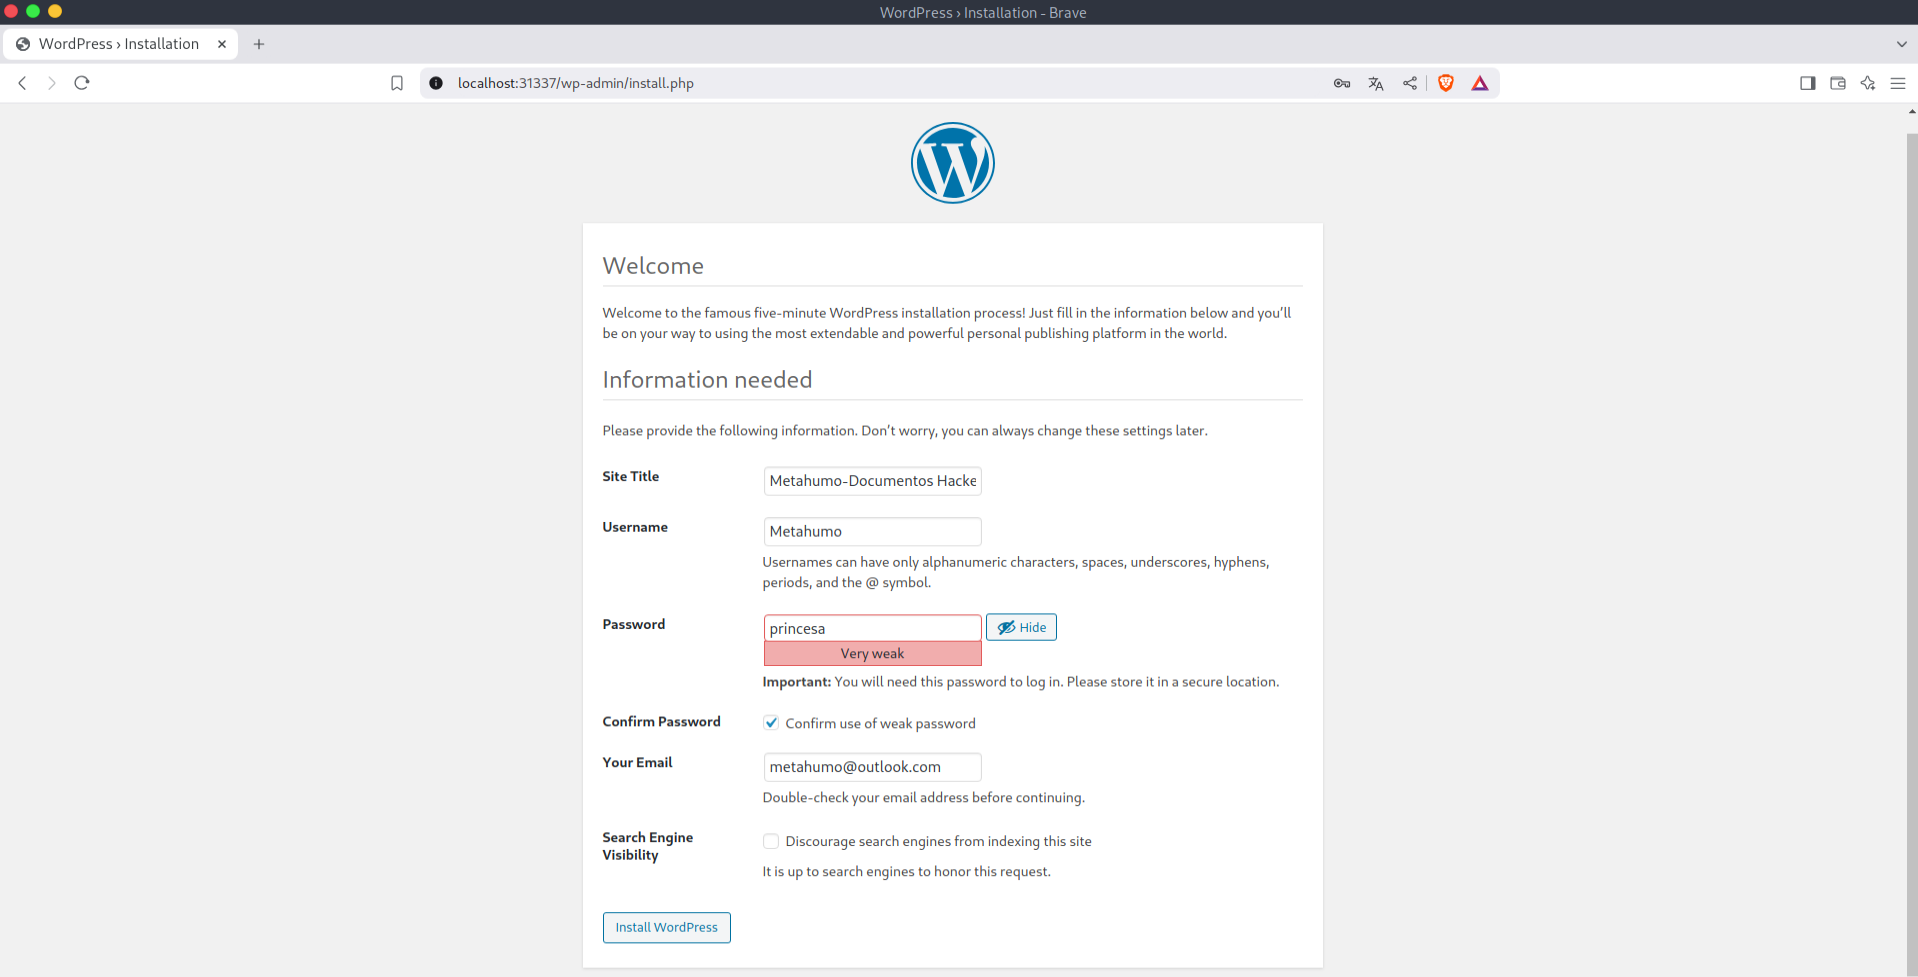 WordPress › Installation - Brave
WordPress › Installation
localhost:31337/wp-admin/install.php
Welcome
Welcome to the famous five-minute WordPress installation process! Just fill in the information below and you’ll
be on your way to using the most extendable and powerful personal publishing platform in the world.
Information needed
Please provide the following information. Don’t worry, you can always change these settings later.
Site Title
Metahumo-Documentos Hacke
Username
Metahumo
Usernames can have only alphanumeric characters, spaces, underscores, hyphens,
periods, and the @ symbol.
Password
princesa
Hide
Very weak
Important: You will need this password to log in. Please store it in a secure location.
Confirm Password
Confirm use of weak password
Your Email
metahumo@outlook.com
Double-check your email address before continuing.
Search Engine
Visibility
Discourage search engines from indexing this site
It is up to search engines to honor this request.
Install WordPress